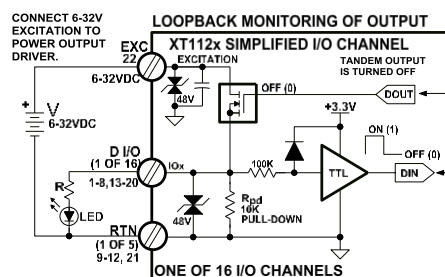 CONNECT 6-32V
EXCITATION TO
POWER OUTPUT
DRIVER.
LOOPBACK MONITORING OF OUTPUT
XT112x SIMPLIFIED I/O CHANNEL
EXC
22
6-32VDC
EXCITATION
48V
TANDEM OUTPUT
IS TURNED OFF
OFF (0)
DOUT
+3.3V
ON (1)
OFF (0)
+
V
6-32VDC
D I/O
(1 OF 16)
1-8,13-20
IOx
100K
TTL
DIN
R
LED
48V
Rpd
10K
PULL-DOWN
RTN
(1 OF 5)
9-12, 21
ONE OF 16 I/O CHANNELS